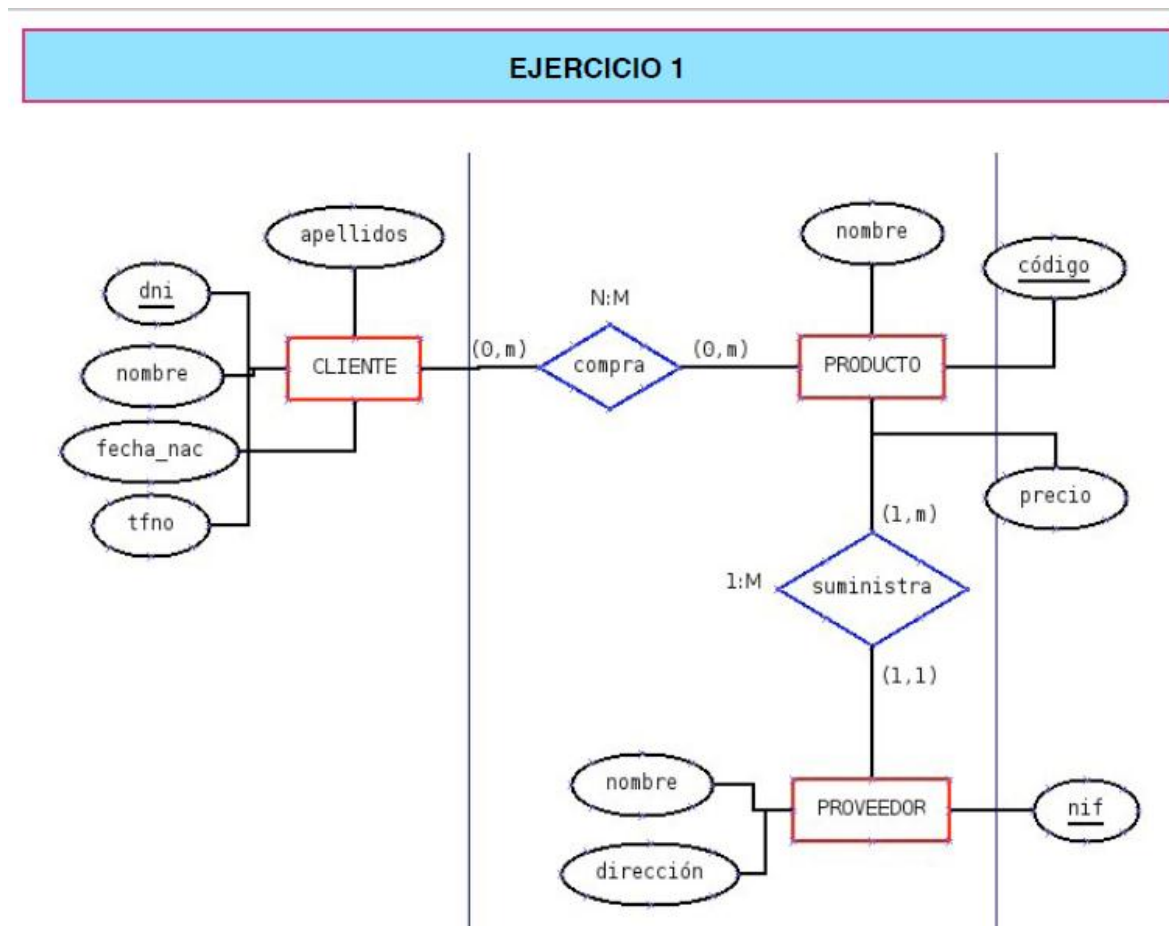 EJERCICIO 1
apellidos
nombre
dni
código
N:M
nombre
CLIENTE
(0,m)
compra
(0,m)
PRODUCTO
fecha_nac
tfno
precio
(1,m)
1:M
suministra
(1,1)
nombre
PROVEEDOR
nif
dirección